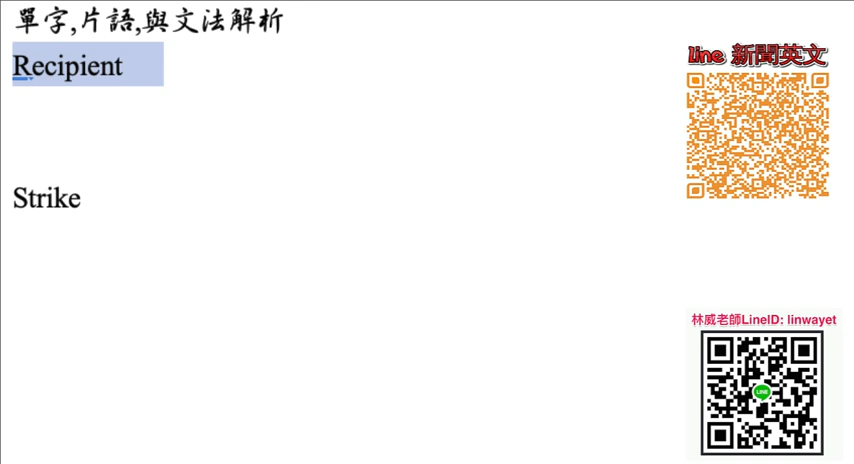 單字,片語,與文法解析
Recipient
Strike
line 新聞英文
林威老師LineID: linwayet
LINE